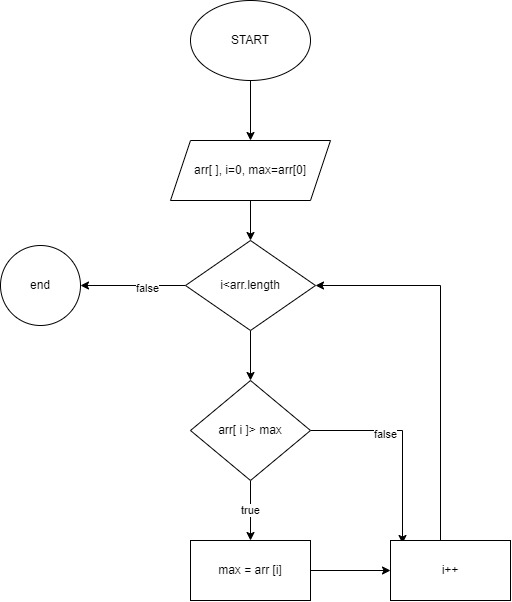 START
arr[ ], i=0, max=arr[0]
end
false
i<arr.length
arr[ i ]> max
false
true
max = arr [i]
i++